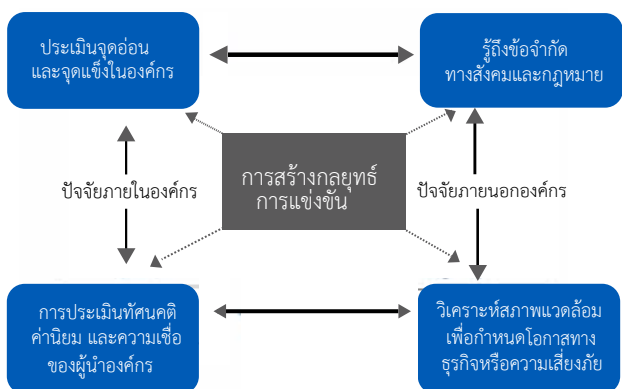 ประเมินจุดอ่อน
และจุดแข็งในองค์กร
รู้ถึงข้อจำกัด
ทางสังคมและกฎหมาย
การสร้างกลยุทธ์
การแข่งขัน
ปัจจัยภายในองค์กร
ปัจจัยภายนอกองค์กร
การประเมินทัศนคติ
ค่านิยม และความเชื่อ
ของผู้นำองค์กร
วิเคราะห์สภาพแวดล้อม
เพื่อกำหนดโอกาสทาง
ธุรกิจหรือความเสี่ยงภัย